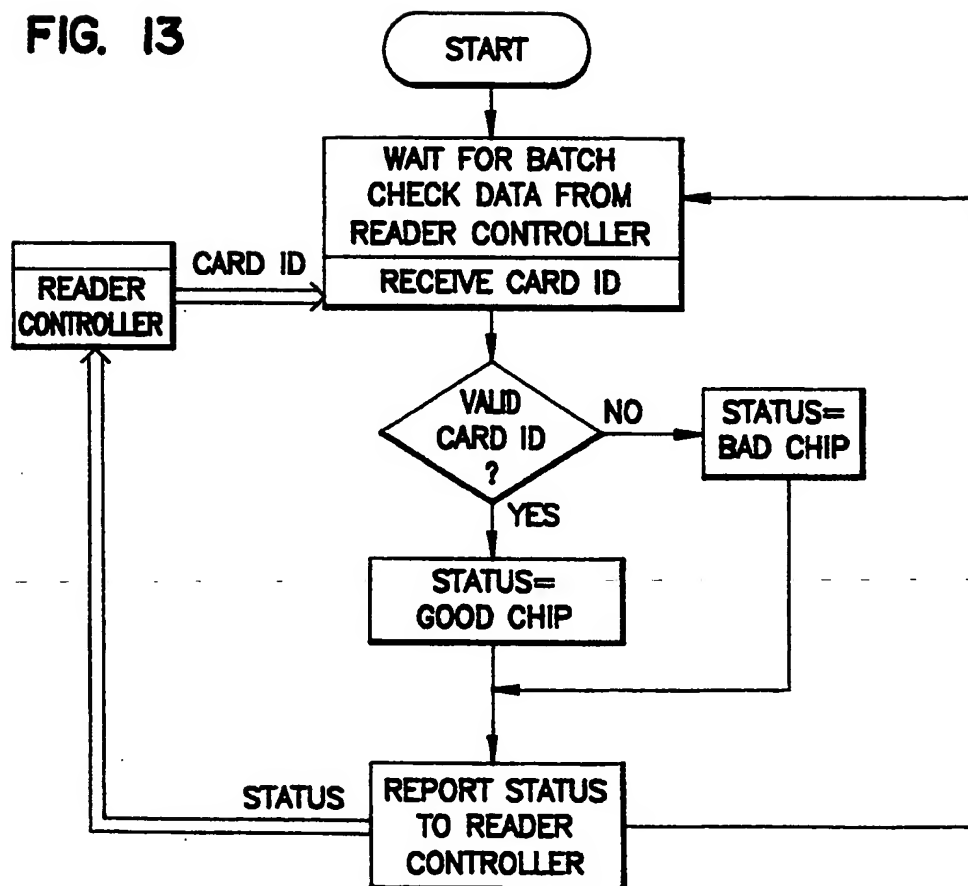 FIG. 13
START
WAIT FOR BATCH
CHECK DATA FROM
READER CONTROLLER
RECEIVE CARD ID
CARD ID
READER
CONTROLLER
VALID
CARD ID
?
NO
STATUS=
BAD CHIP
YES
STATUS=
GOOD CHIP
STATUS
REPORT STATUS
TO READER
CONTROLLER